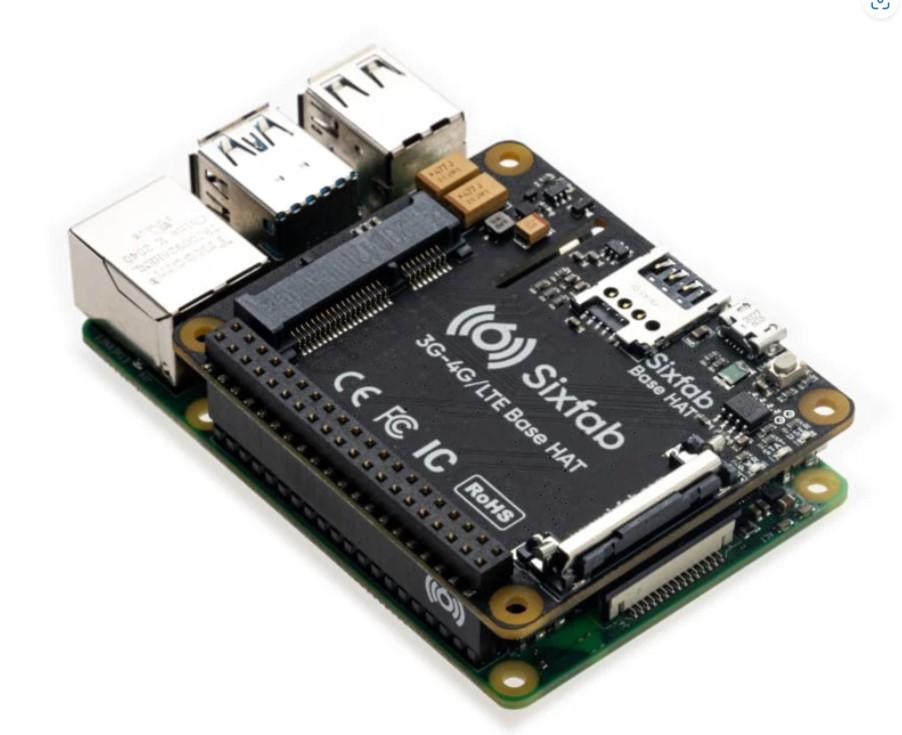 Sixfab
3G-4G/LTE Base HAT
CE FC IC
RoHS
Sixfab
Base HAT